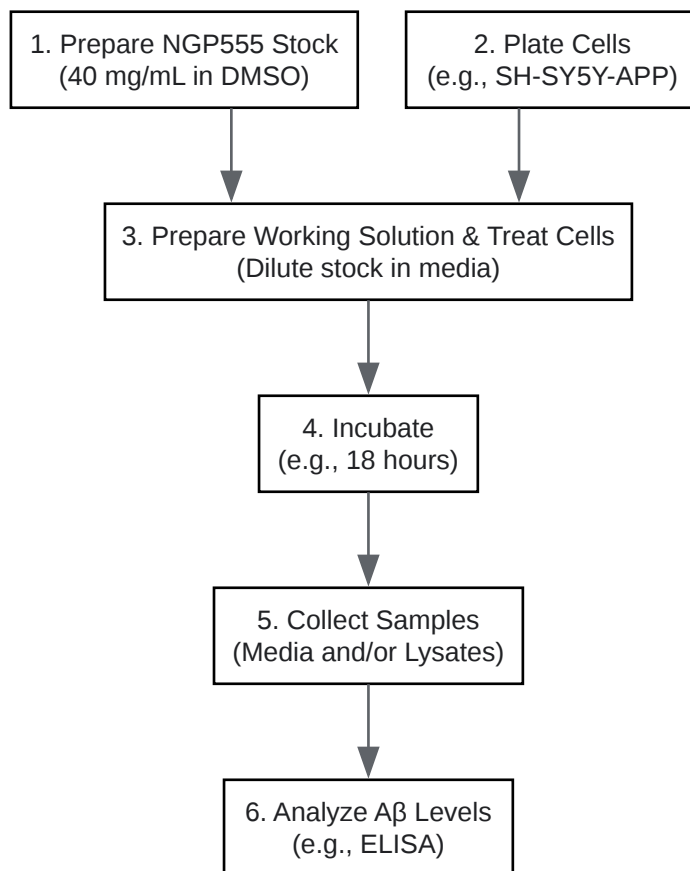 1. Prepare NGP555 Stock
(40 mg/mL in DMSO)
2. Plate Cells
(e.g., SH-SY5Y-APP)
3. Prepare Working Solution & Treat Cells
(Dilute stock in media)
4. Incubate
(e.g., 18 hours)
5. Collect Samples
(Media and/or Lysates)
6. Analyze Aβ Levels
(e.g., ELISA)